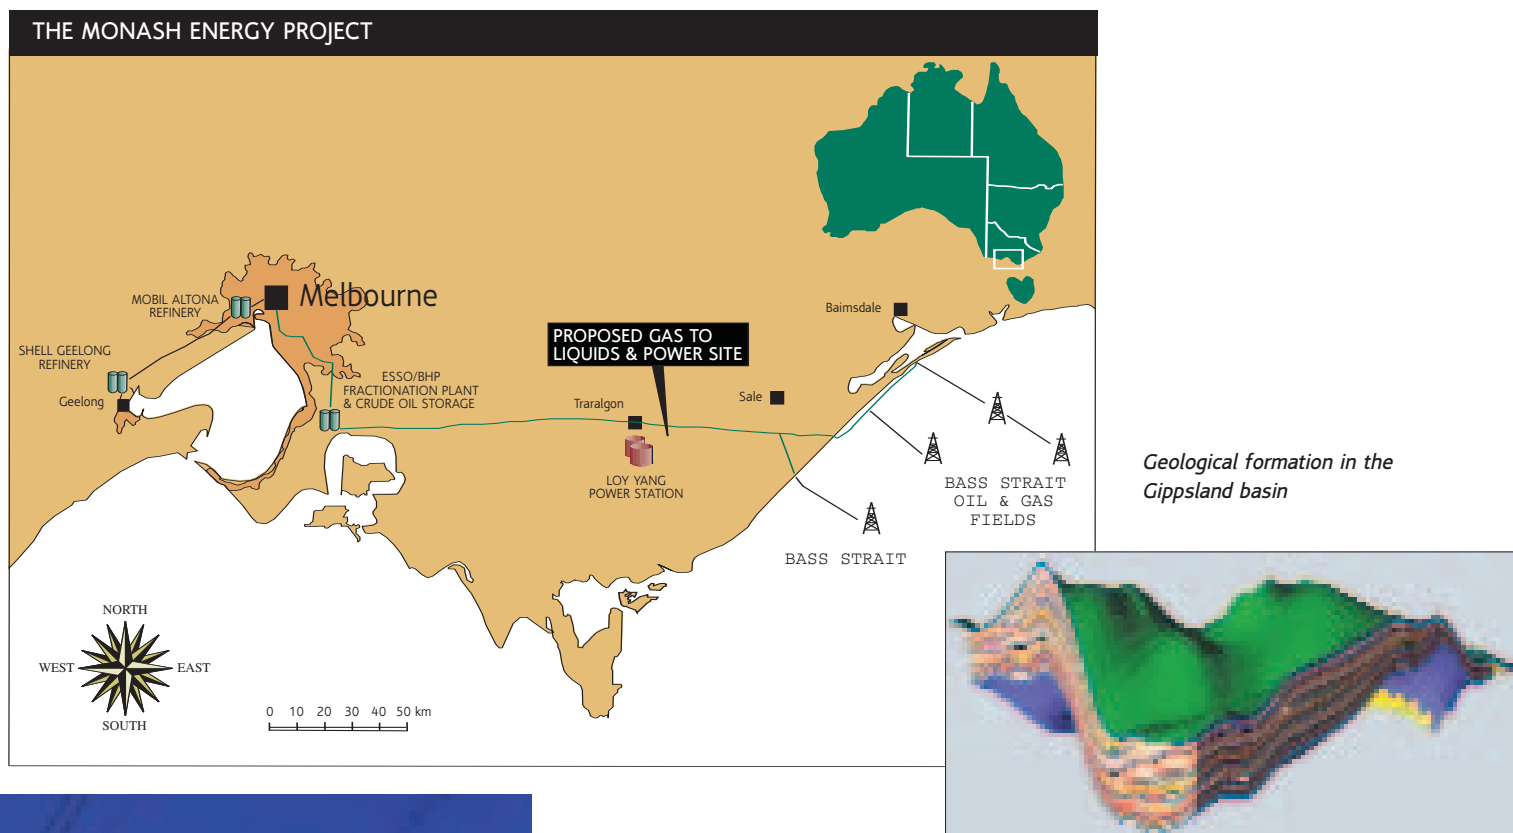 THE MONASH ENERGY PROJECT
MOBIL ALTONA
REFINERY
Melbourne
SHELL GEELONG
REFINERY
Geelong
ESSO/BHP
FRACTIONATION PLANT
& CRUDE OIL STORAGE
PROPOSED GAS TO
LIQUIDS & POWER SITE
Traralgon
Sale
Bairnsdale
LOY YANG
POWER STATION
BASS STRAIT
OIL & GAS
FIELDS
BASS STRAIT
NORTH
WEST
EAST
SOUTH
0 10 20 30 40 50 km
Geological formation in the
Gippsland basin